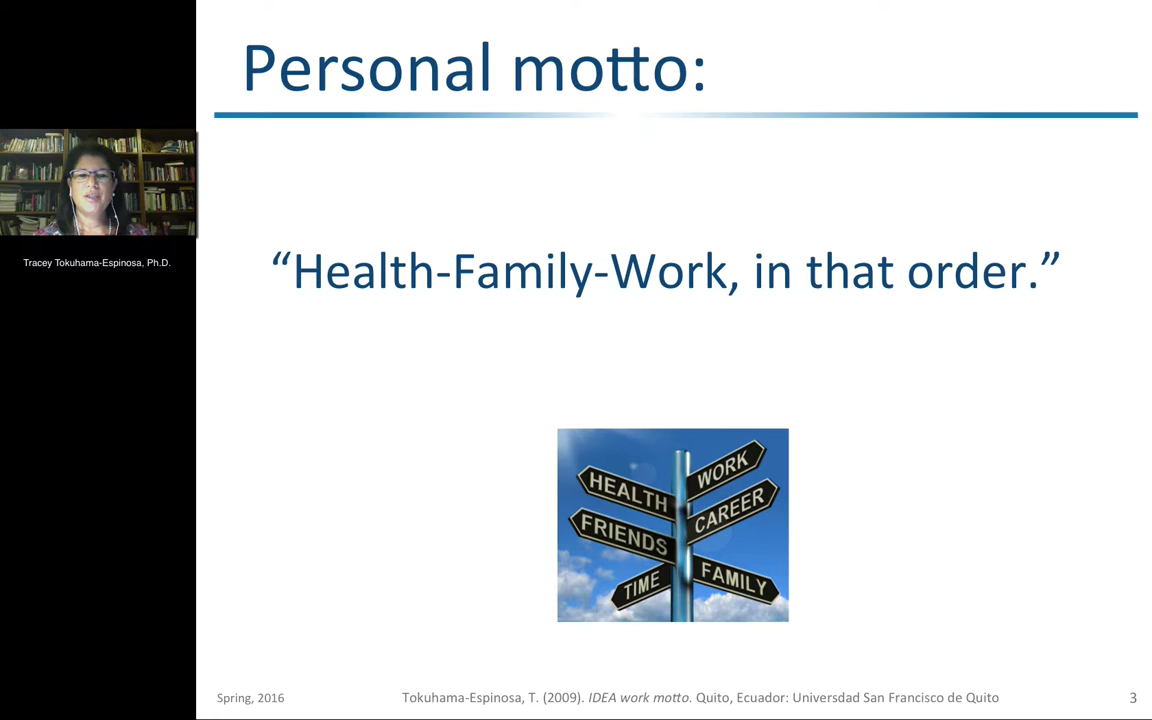 Personal motto:
Tracey Tokuhama-Espinosa, Ph.D.
“Health-Family-Work, in that order.”
HEALTH
WORK
CAREER
FRIENDS
TIME
FAMILY
Spring, 2016
Tokuhama-Espinosa, T. (2009). IDEA work motto. Quito, Ecuador: Universdad San Francisco de Quito
3